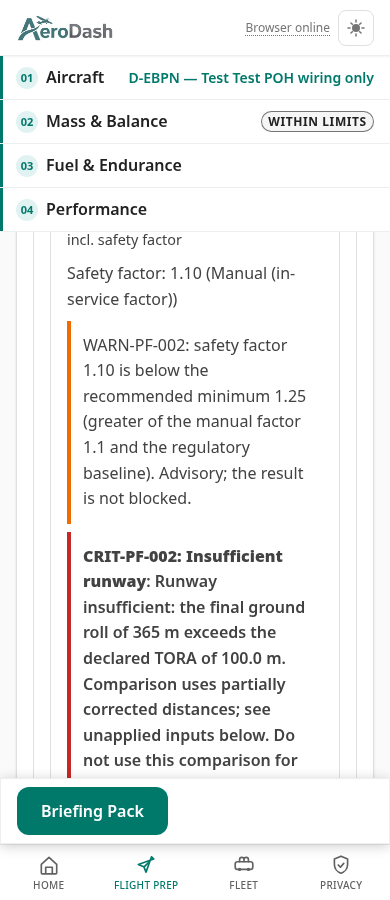 AeroDash
Browser online
01 Aircraft D-EBPN — Test Test POH wiring only
02 Mass & Balance WITHIN LIMITS
03 Fuel & Endurance
04 Performance
incl. safety factor
Safety factor: 1.10 (Manual (in-
service factor))
WARN-PF-002: safety factor
1.10 is below the
recommended minimum 1.25
(greater of the manual factor
1.1 and the regulatory
baseline). Advisory; the result
is not blocked.
CRIT-PF-002: Insufficient
runway: Runway
insufficient: the final ground
roll of 365 m exceeds the
declared TORA of 100.0 m.
Comparison uses partially
corrected distances; see
unapplied inputs below. Do
not use this comparison for
Briefing Pack
HOME FLIGHT PREP FLEET PRIVACY